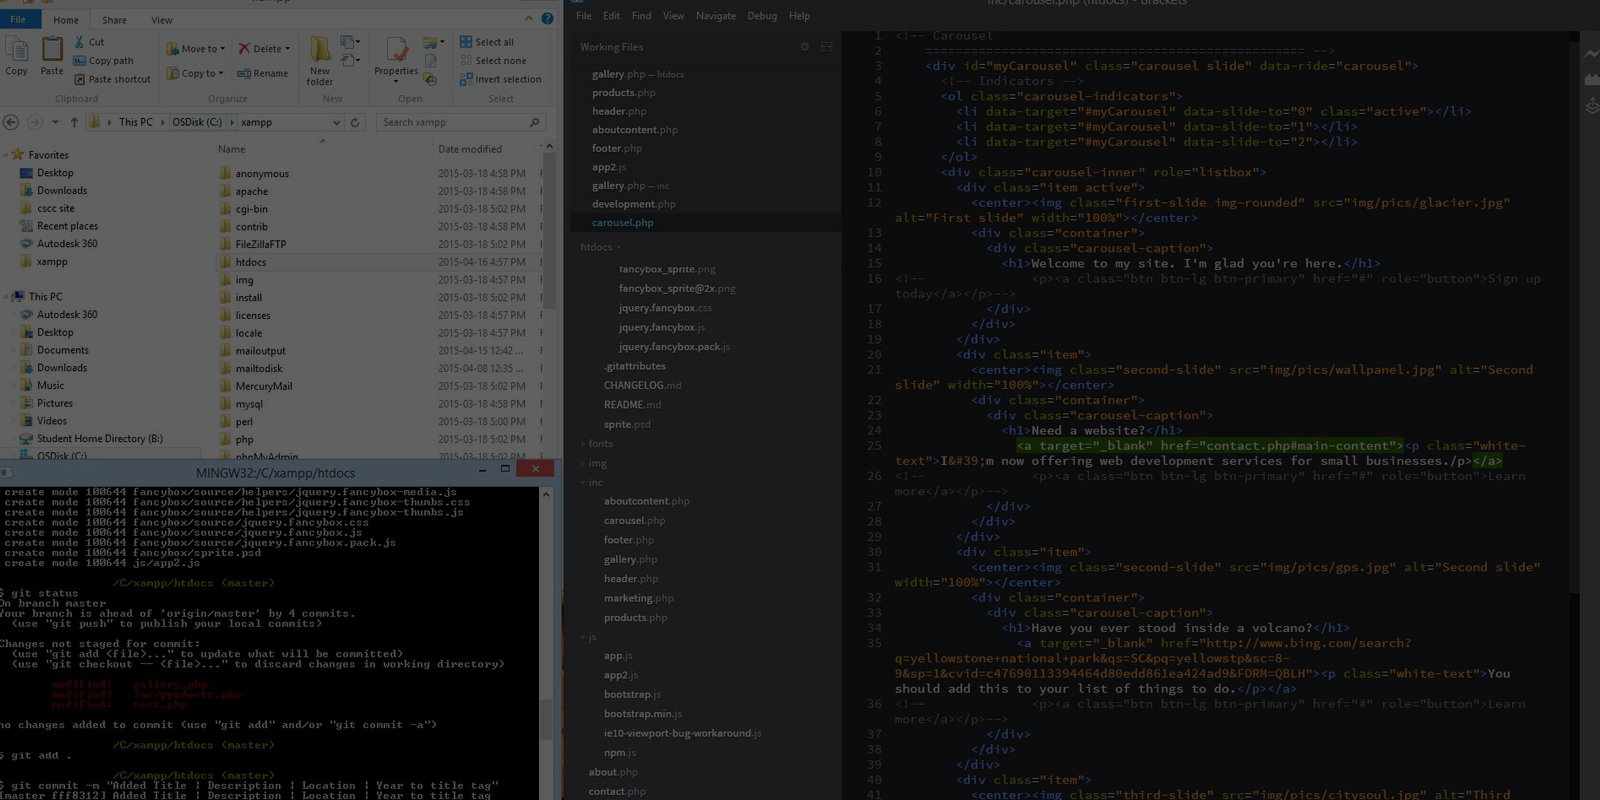 xampp
File Home Share View
Copy
Paste
Cut
Copy path
Paste shortcut
Clipboard
Move to
Copy to
Delete
Rename
Organize
New folder
New
Properties
Open
Select all
Select none
Invert selection
Select
This PC OSDisk (C:) xampp
Search xampp
Name Date modified
Favorites
Desktop
Downloads
cscc site
Recent places
Autodesk 360
xampp
This PC
Autodesk 360
Desktop
Documents
Downloads
Music
Pictures
Videos
Student Home Directory (B:)
OSDisk (C:)
anonymous 2015-03-18 4:58 PM
apache 2015-03-18 4:58 PM
cgi-bin 2015-03-18 5:02 PM
contrib 2015-03-18 4:58 PM
FileZillaFTP 2015-03-18 5:02 PM
htdocs 2015-04-16 4:57 PM
img 2015-03-18 4:57 PM
install 2015-03-18 5:02 PM
licenses 2015-03-18 4:57 PM
locale 2015-03-18 4:57 PM
mailoutput 2015-04-15 12:42 ...
mailtodisk 2015-04-08 12:35 ...
MercuryMail 2015-03-18 5:02 PM
mysql 2015-03-18 4:58 PM
perl 2015-03-18 5:00 PM
php 2015-03-18 5:02 PM
phpMyAdmin
MINGW32:/C/xampp/htdocs
create mode 100644 fancybox/source/helpers/jquery.fancybox-media.js
create mode 100644 fancybox/source/helpers/jquery.fancybox-thumbs.css
create mode 100644 fancybox/source/helpers/jquery.fancybox-thumbs.js
create mode 100644 fancybox/source/jquery.fancybox.css
create mode 100644 fancybox/source/jquery.fancybox.js
create mode 100644 fancybox/source/jquery.fancybox.pack.js
create mode 100644 fancybox/sprite.psd
create mode 100644 js/app2.js
/C/xampp/htdocs (master)
$ git status
On branch master
Your branch is ahead of 'origin/master' by 4 commits.
(use "git push" to publish your local commits)
Changes not staged for commit:
(use "git add <file>..." to update what will be committed)
(use "git checkout -- <file>..." to discard changes in working directory)
modified: gallery.php
modified: inc/products.php
modified: test.php
no changes added to commit (use "git add" and/or "git commit -a")
/C/xampp/htdocs (master)
$ git add .
/C/xampp/htdocs (master)
$ git commit -m "Added Title | Description | Location | Year to title tag"
[master fff8312] Added Title | Description | Location | Year to title tag
inc/carousel.php (htdocs) - Brackets
File Edit Find View Navigate Debug Help
Working Files
gallery.php — htdocs
products.php
header.php
aboutcontent.php
footer.php
app2.js
gallery.php — inc
development.php
carousel.php
htdocs
fancybox_sprite.png
fancybox_sprite@2x.png
jquery.fancybox.css
jquery.fancybox.js
jquery.fancybox.pack.js
.gitattributes
CHANGELOG.md
README.md
sprite.psd
fonts
img
inc
aboutcontent.php
carousel.php
footer.php
gallery.php
header.php
marketing.php
products.php
js
app.js
app2.js
bootstrap.js
bootstrap.min.js
ie10-viewport-bug-workaround.js
npm.js
about.php
contact.php
1 <!-- Carousel
2 ================================================== -->
3 <div id="myCarousel" class="carousel slide" data-ride="carousel">
4 <!-- Indicators -->
5 <ol class="carousel-indicators">
6 <li data-target="#myCarousel" data-slide-to="0" class="active"></li>
7 <li data-target="#myCarousel" data-slide-to="1"></li>
8 <li data-target="#myCarousel" data-slide-to="2"></li>
9 </ol>
10 <div class="carousel-inner" role="listbox">
11 <div class="item active">
12 <center><img class="first-slide img-rounded" src="img/pics/glacier.jpg"
alt="First slide" width="100%"></center>
13 <div class="container">
14 <div class="carousel-caption">
15 <h1>Welcome to my site. I'm glad you're here.</h1>
16 <!-- <p><a class="btn btn-lg btn-primary" href="#" role="button">Sign up
today</a></p>-->
17 </div>
18 </div>
19 </div>
20 <div class="item">
21 <center><img class="second-slide" src="img/pics/wallpanel.jpg" alt="Second
slide" width="100%"></center>
22 <div class="container">
23 <div class="carousel-caption">
24 <h1>Need a website?</h1>
25 <a target="_blank" href="contact.php#main-content"><p class="white-
text">I&#39;m now offering web development services for small businesses./p></a>
26 <!-- <p><a class="btn btn-lg btn-primary" href="#" role="button">Learn
more</a></p>-->
27 </div>
28 </div>
29 </div>
30 <div class="item">
31 <center><img class="second-slide" src="img/pics/gps.jpg" alt="Second slide"
width="100%"></center>
32 <div class="container">
33 <div class="carousel-caption">
34 <h1>Have you ever stood inside a volcano?</h1>
35 <a target="_blank" href="http://www.bing.com/search?
q=yellowstone+national+park&qs=SC&pq=yellowstp&sc=8-
9&sp=1&cvid=c47690113394464d80edd861ea424ad9&FORM=QBLH"><p class="white-text">You
should add this to your list of things to do.</p></a>
36 <!-- <p><a class="btn btn-lg btn-primary" href="#" role="button">Learn
more</a></p>-->
37 </div>
38 </div>
39 </div>
40 <div class="item">
41 <center><img class="third-slide" src="img/pics/citysoul.jpg" alt="Third